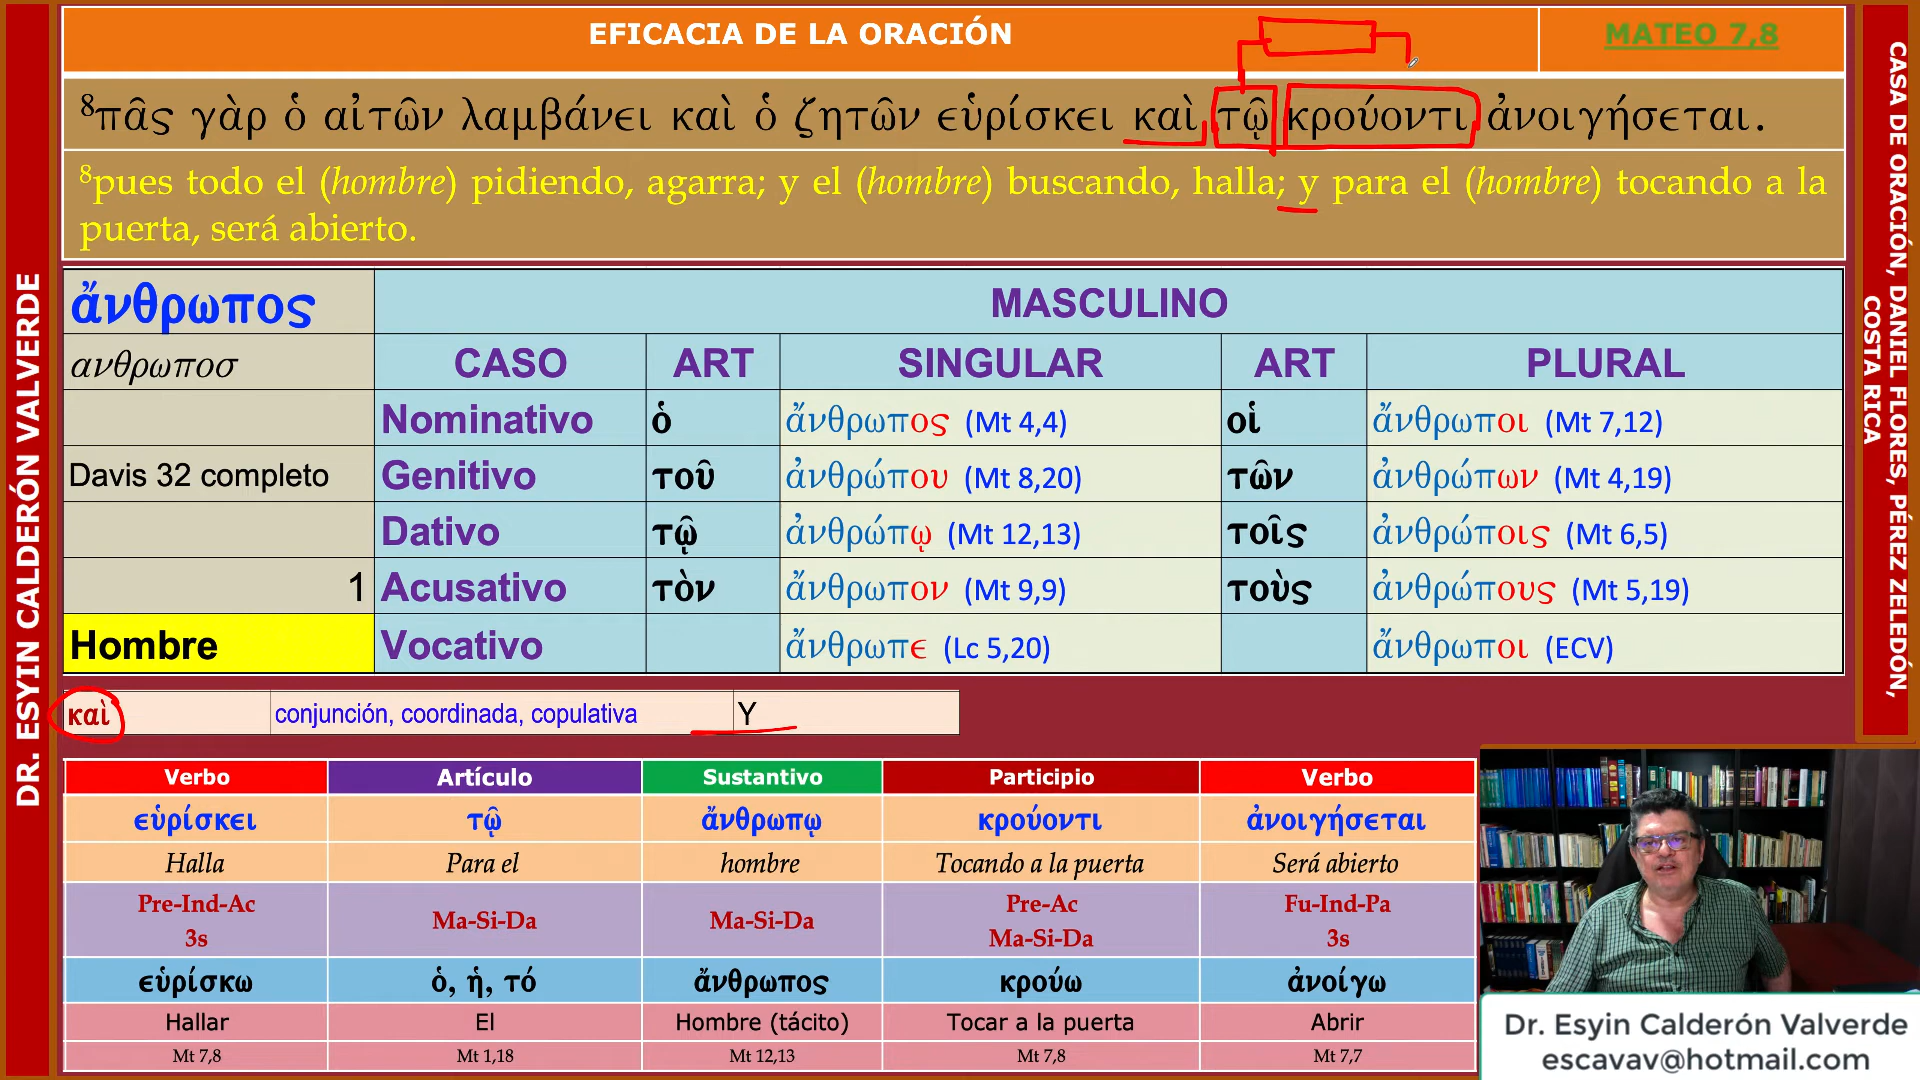 EFICACIA DE LA ORACIÓN
MATEO 7,8
⁸πᾶς γὰρ ὁ αἰτῶν λαμβάνει καὶ ὁ ζητῶν εὑρίσκει καὶ τῷ κρούοντι ἀνοιγήσεται.
⁸pues todo el (hombre) pidiendo, agarra; y el (hombre) buscando, halla; y para el (hombre) tocando a la
puerta, será abierto.
ἄνθρωπος MASCULINO
ανθρωποσ CASO ART SINGULAR ART PLURAL
Nominativo ὁ ἄνθρωπος (Mt 4,4) οἱ ἄνθρωποι (Mt 7,12)
Davis 32 completo Genitivo τοῦ ἀνθρώπου (Mt 8,20) τῶν ἀνθρώπων (Mt 4,19)
Dativo τῷ ἀνθρώπῳ (Mt 12,13) τοῖς ἀνθρώποις (Mt 6,5)
1 Acusativo τὸν ἄνθρωπον (Mt 9,9) τοὺς ἀνθρώπους (Mt 5,19)
Hombre Vocativo ἄνθρωπε (Lc 5,20) ἄνθρωποι (ECV)
καὶ conjunción, coordinada, copulativa Y
Verbo Artículo Sustantivo Participio Verbo
εὑρίσκει τῷ ἄνθρωπῳ κρούοντι ἀνοιγήσεται
Halla Para el hombre Tocando a la puerta Será abierto
Pre-Ind-Ac
3s Ma-Si-Da Ma-Si-Da Pre-Ac
Ma-Si-Da Fu-Ind-Pa
3s
εὑρίσκω ὁ, ἡ, τό ἄνθρωπος κρούω ἀνοίγω
Hallar El Hombre (tácito) Tocar a la puerta Abrir
Mt 7,8 Mt 1,18 Mt 12,13 Mt 7,8 Mt 7,7
DR. ESYIN CALDERÓN VALVERDE
CASA DE ORACIÓN, DANIEL FLORES, PÉREZ ZELEDÓN,
COSTA RICA
Dr. Esyin Calderón Valverde
escavav@hotmail.com